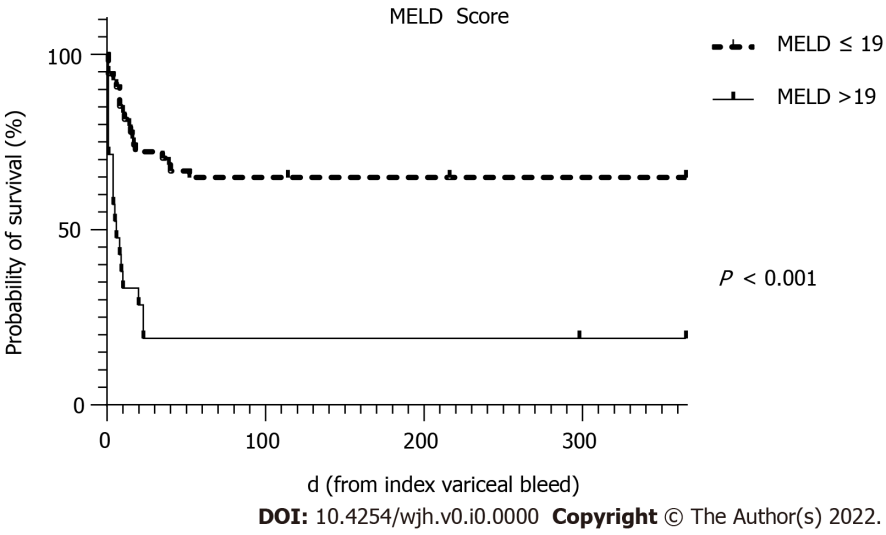 MELD Score
MELD ≤ 19
MELD >19
100
50
0
Probability of survival (%)
P < 0.001
0 100 200 300
d (from index variceal bleed)
DOI: 10.4254/wjh.v0.i0.0000 Copyright © The Author(s) 2022.